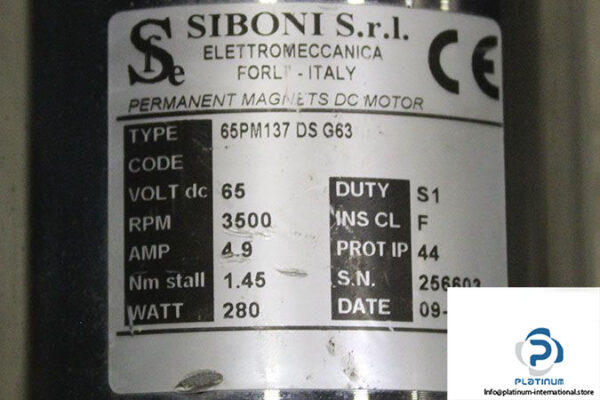 SIBONI S.r.l.
ELETTROMECCANICA
FORLI' - ITALY
CE
PERMANENT MAGNETS DC MOTOR
TYPE 65PM137 DS G63
CODE
VOLT dc 65
RPM 3500
AMP 4.9
Nm stall 1.45
WATT 280
DUTY S1
INS CL F
PROT IP 44
S.N. 256602
DATE 09-
PLATINUM
Info@platinum-international.store